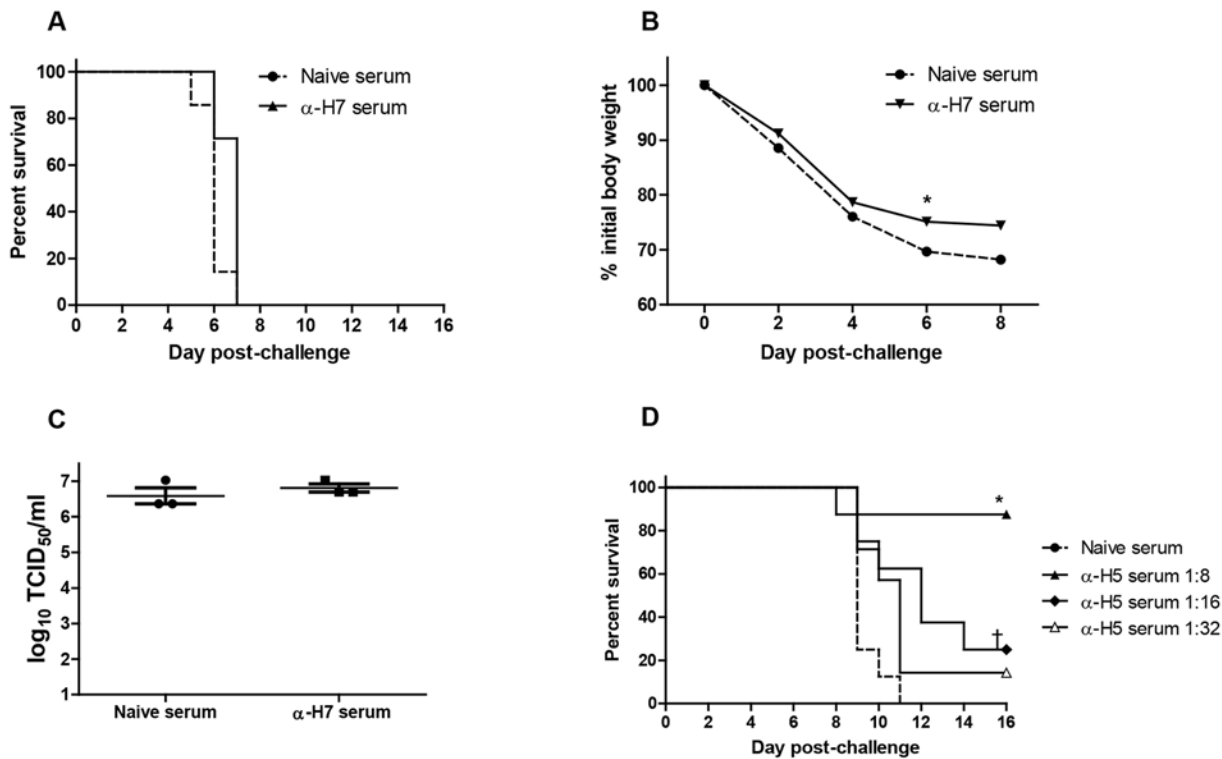 A
Percent survival
100
80
60
40
20
0
0 2 4 6 8 10 12 14 16
Day post-challenge
Naive serum
α-H7 serum
B
% initial body weight
100
90
80
70
60
*
0 2 4 6 8
Day post-challenge
Naive serum
α-H7 serum
C
log10 TCID50/ml
7
6
5
4
3
2
1
Naive serum α-H7 serum
D
Percent survival
100
80
60
40
20
0
*
†
0 2 4 6 8 10 12 14 16
Day post-challenge
Naive serum
α-H5 serum 1:8
α-H5 serum 1:16
α-H5 serum 1:32